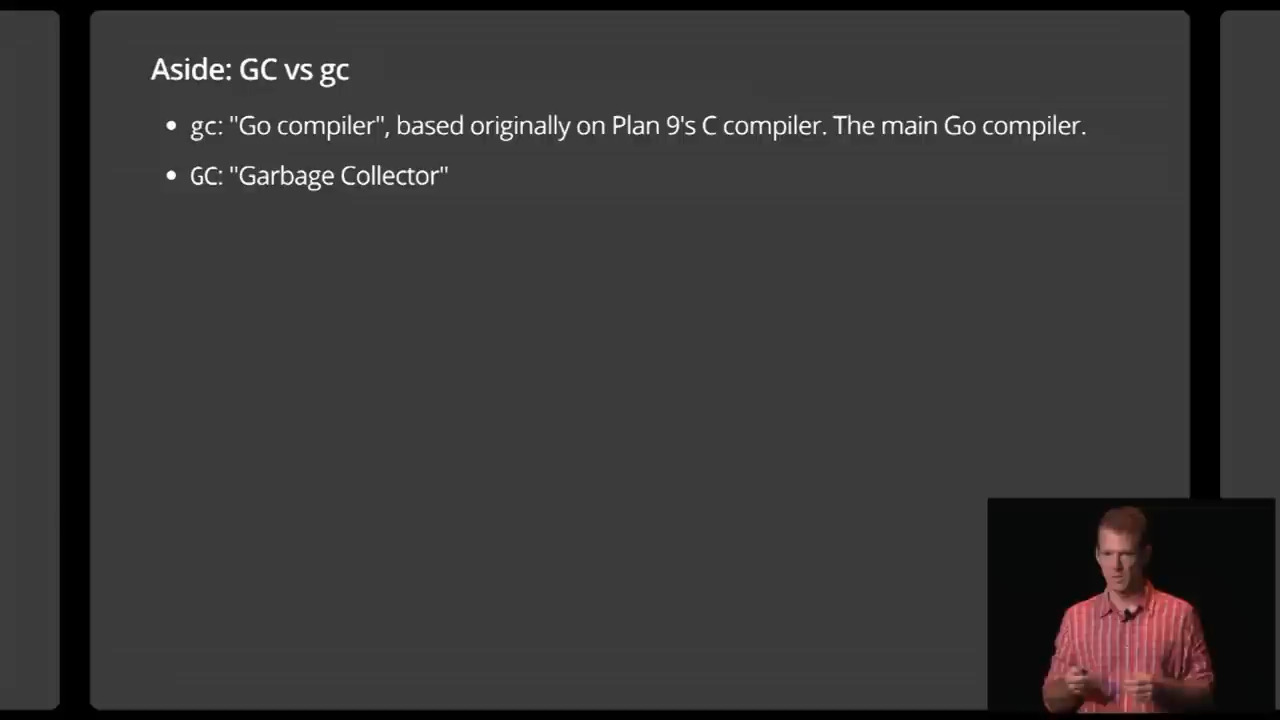 Aside: GC vs gc
gc: "Go compiler", based originally on Plan 9's C compiler. The main Go compiler.
GC: "Garbage Collector"